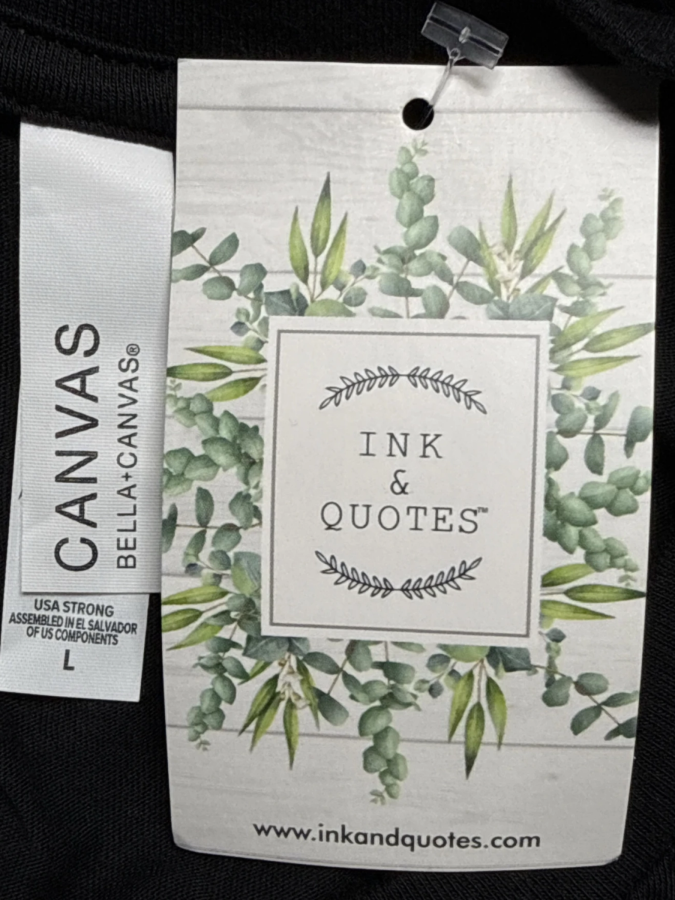 CANVAS
BELLA+CANVAS®
USA STRONG
ASSEMBLED IN EL SALVADOR
OF US COMPONENTS
L
INK
&
QUOTES™
www.inkandquotes.com